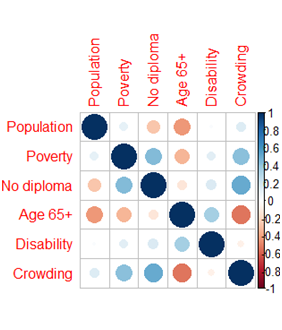 Population
Poverty
No diploma
Age 65+
Disability
Crowding
Population
Poverty
No diploma
Age 65+
Disability
Crowding
1
0.8
0.6
0.4
0.2
0
-0.2
-0.4
-0.6
-0.8
-1